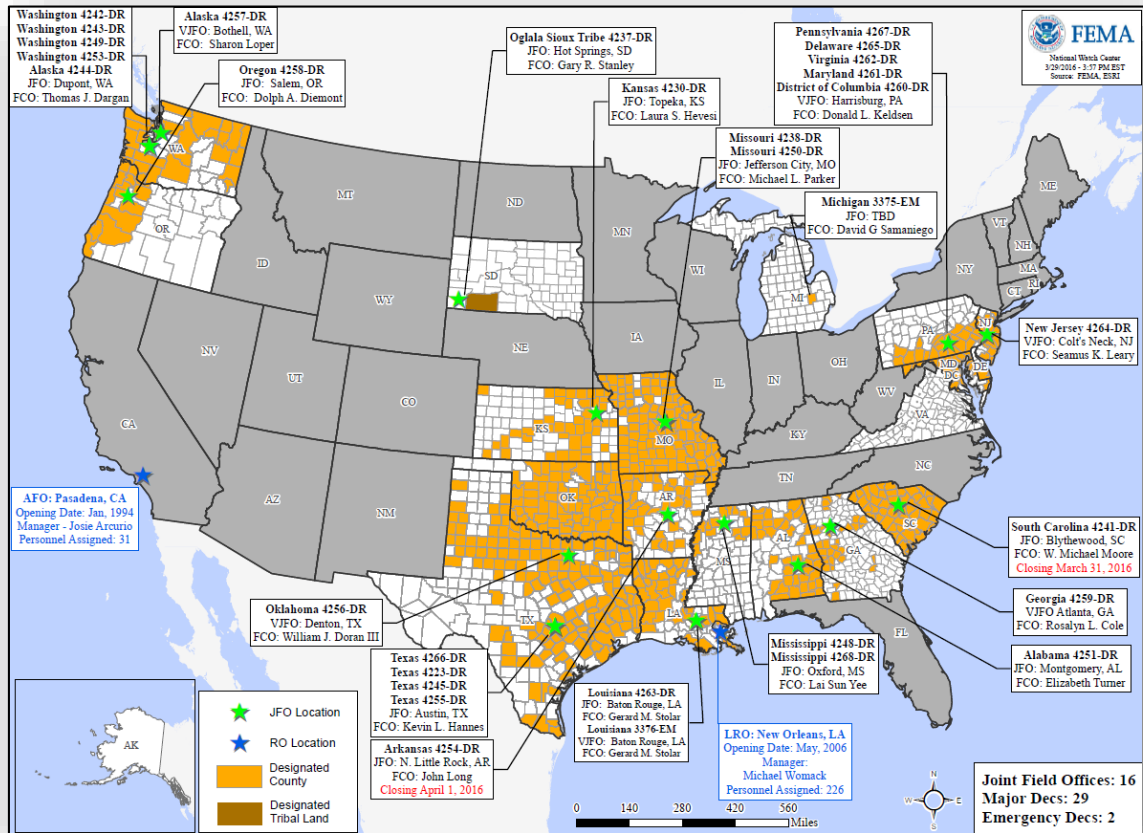 Washington 4242-DR
Washington 4243-DR
Washington 4249-DR
Washington 4253-DR
Alaska 4244-DR
JFO: Dupont, WA
FCO: Thomas J. Dargan
Alaska 4257-DR
VJFO: Bothell, WA
FCO: Sharon Loper
Oregon 4258-DR
JFO: Salem, OR
FCO: Dolph A. Diemont
Oglala Sioux Tribe 4237-DR
JFO: Hot Springs, SD
FCO: Gary R. Stanley
Kansas 4230-DR
JFO: Topeka, KS
FCO: Laura S. Hevesi
Missouri 4238-DR
Missouri 4250-DR
JFO: Jefferson City, MO
FCO: Michael L. Parker
Pennsylvania 4267-DR
Delaware 4265-DR
Virginia 4262-DR
Maryland 4261-DR
District of Columbia 4260-DR
VJFO: Harrisburg, PA
FCO: Donald L. Keldsen
Michigan 3375-EM
JFO: TBD
FCO: David G Samaniego
FEMA
National Watch Center
3/29/2016 - 3:57 PM EST
Source: FEMA, ESRI
New Jersey 4264-DR
VJFO: Colt's Neck, NJ
FCO: Seamus K. Leary
WA
OR
CA
NV
ID
MT
WY
UT
AZ
CO
NM
ND
SD
NE
KS
OK
TX
MN
IA
MO
AR
LA
WI
IL
MI
IN
OH
KY
TN
MS
AL
GA
FL
SC
NC
VA
WV
PA
NY
VT
NH
ME
MA
RI
CT
NJ
DE
MD
DC
AK
AFO: Pasadena, CA
Opening Date: Jan, 1994
Manager - Josie Arcurio
Personnel Assigned: 31
Oklahoma 4256-DR
VJFO: Denton, TX
FCO: William J. Doran III
Texas 4266-DR
Texas 4223-DR
Texas 4245-DR
Texas 4255-DR
JFO: Austin, TX
FCO: Kevin L. Hannes
Arkansas 4254-DR
JFO: N. Little Rock, AR
FCO: John Long
Closing April 1, 2016
Louisiana 4263-DR
JFO: Baton Rouge, LA
FCO: Gerard M. Stolar
Louisiana 3376-EM
VJFO: Baton Rouge, LA
FCO: Gerard M. Stolar
LRO: New Orleans, LA
Opening Date: May, 2006
Manager:
Michael Womack
Personnel Assigned: 226
Mississippi 4248-DR
Mississippi 4268-DR
JFO: Oxford, MS
FCO: Lai Sun Yee
South Carolina 4241-DR
JFO: Blythewood, SC
FCO: W. Michael Moore
Closing March 31, 2016
Georgia 4259-DR
VJFO Atlanta, GA
FCO: Rosalyn L. Cole
Alabama 4251-DR
JFO: Montgomery, AL
FCO: Elizabeth Turner
JFO Location
RO Location
Designated
County
Designated
Tribal Land
0 140 280 420 560
Miles
N
W
E
S
Joint Field Offices: 16
Major Decs: 29
Emergency Decs: 2